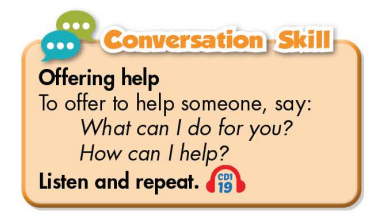 Conversation Skill
Offering help
To offer to help someone, say:
What can I do for you?
How can I help?
Listen and repeat.
CD1
19